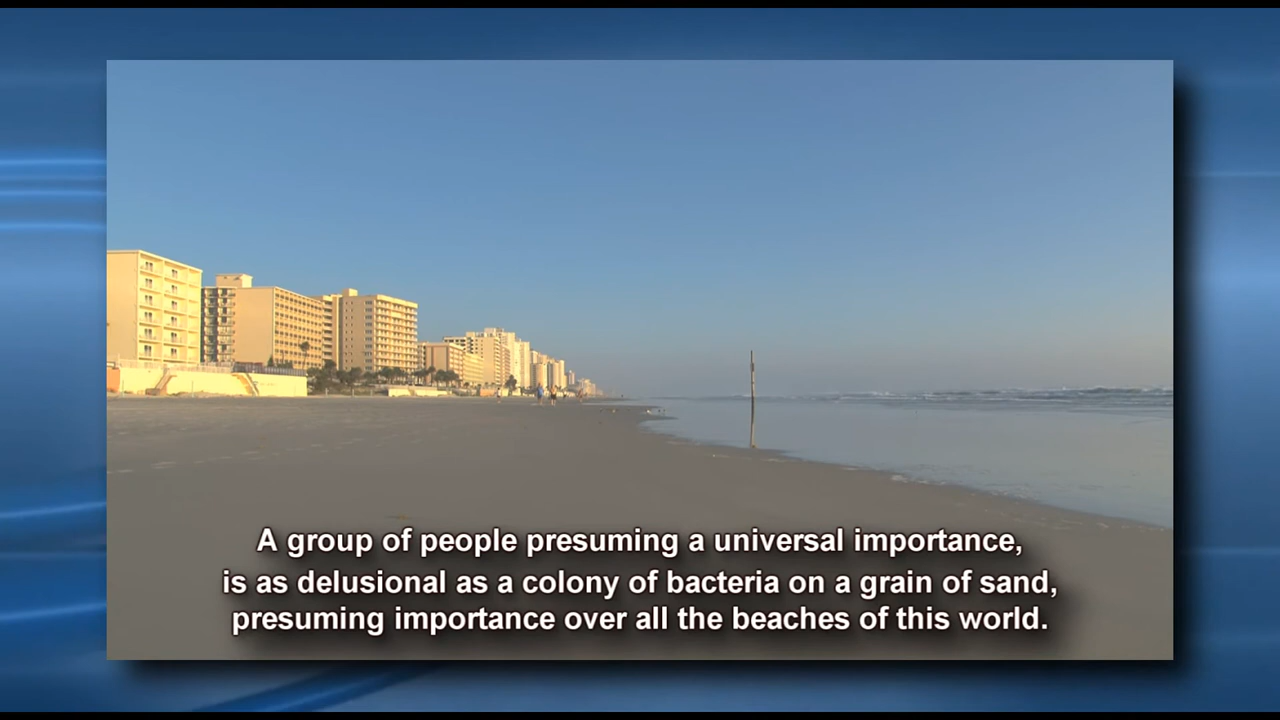 A group of people presuming a universal importance,
is as delusional as a colony of bacteria on a grain of sand,
presuming importance over all the beaches of this world.